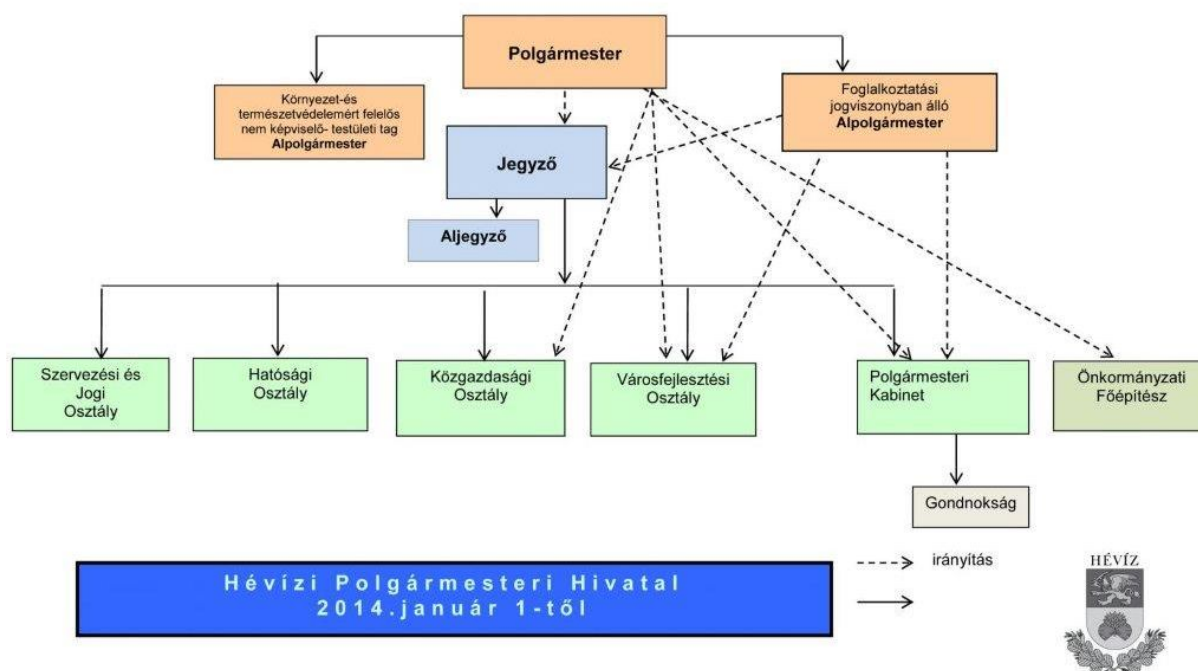 Polgármester
Környezet-és
természetvédelemért felelős
nem képviselő- testületi tag
Alpolgármester
Foglalkoztatási
jogviszonyban álló
Alpolgármester
Jegyző
Aljegyző
Szervezési és
Jogi
Osztály
Hatósági
Osztály
Közgazdasági
Osztály
Városfejlesztési
Osztály
Polgármesteri
Kabinet
Önkormányzati
Főépítész
Gondnokság
irányítás
Hévízi Polgármesteri Hivatal
2014.január 1-től
HÉVÍZ